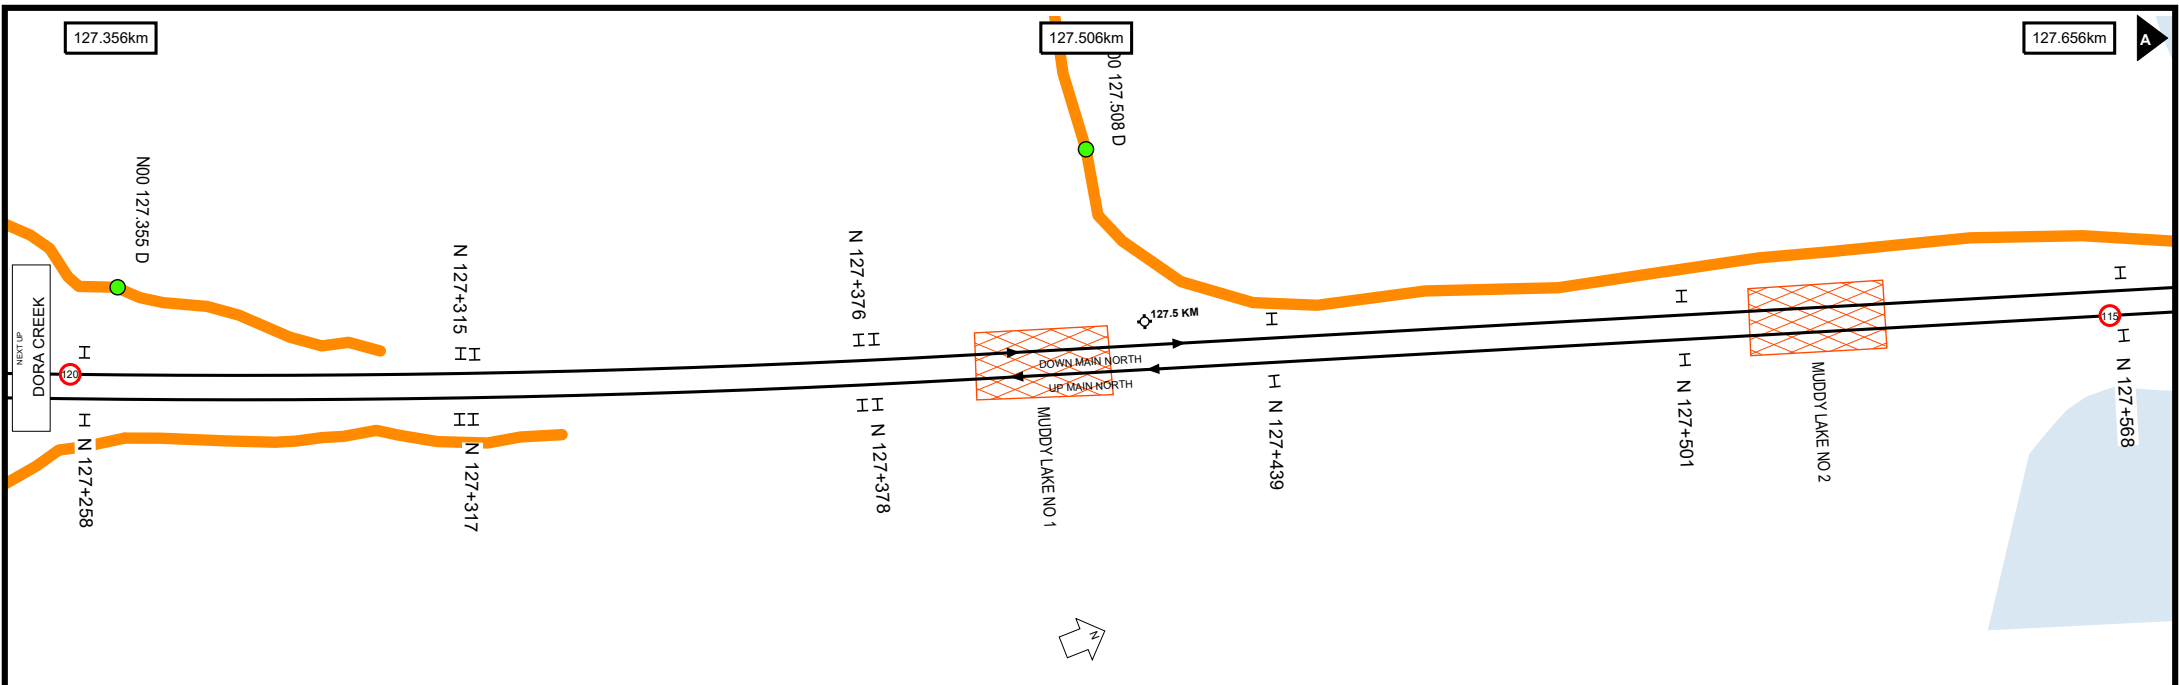 127.356km
127.506km
127.656km
A
N00 127.355 D
00 127.508 D
N 127+315
N 127+376
127.5 KM
NEXT UP
DORA CREEK
120
115
DOWN MAIN NORTH
UP MAIN NORTH
N 127+258
N 127+317
N 127+378
MUDDY LAKE NO 1
N 127+439
N 127+501
MUDDY LAKE NO 2
N 127+568
N